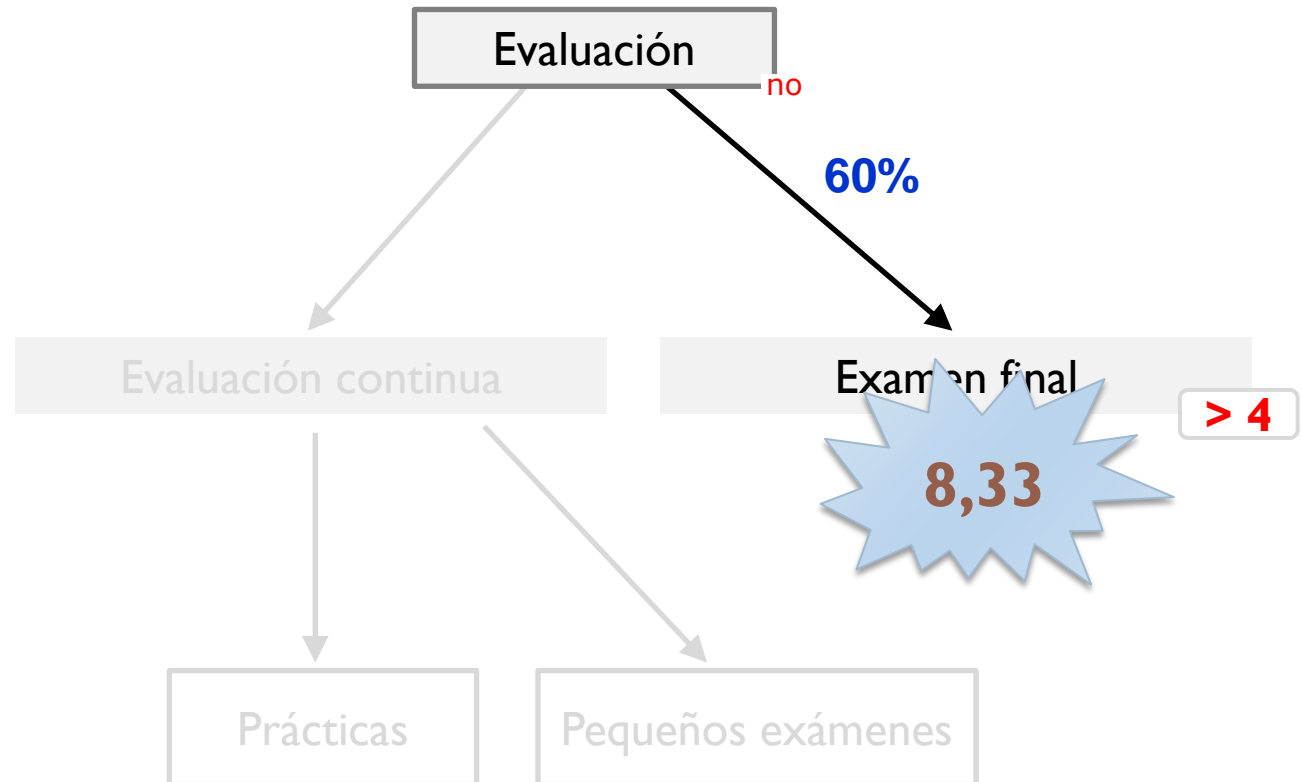 Evaluación
no
60%
Evaluación continua
Examen final
> 4
8,33
Prácticas
Pequeños exámenes